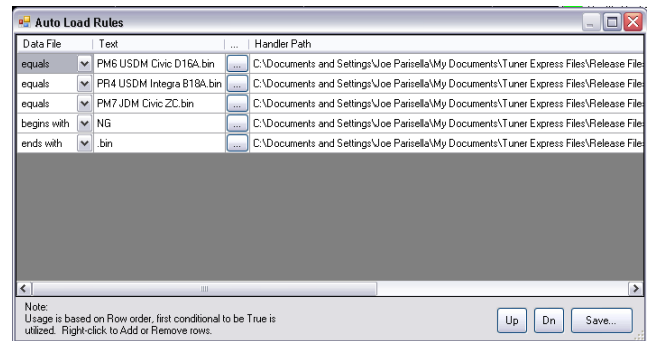 Auto Load Rules
Data File Text ... Handler Path
equals PM6 USDM Civic D16A.bin ... C:\Documents and Settings\Joe Parisella\My Documents\Tuner Express Files\Release File
equals PR4 USDM Integra B18A.bin ... C:\Documents and Settings\Joe Parisella\My Documents\Tuner Express Files\Release File
equals PM7 JDM Civic ZC.bin ... C:\Documents and Settings\Joe Parisella\My Documents\Tuner Express Files\Release File
begins with NG ... C:\Documents and Settings\Joe Parisella\My Documents\Tuner Express Files\Release File
ends with .bin ... C:\Documents and Settings\Joe Parisella\My Documents\Tuner Express Files\Release File
Note:
Usage is based on Row order, first conditional to be True is
utilized. Right-click to Add or Remove rows.
Up Dn Save...